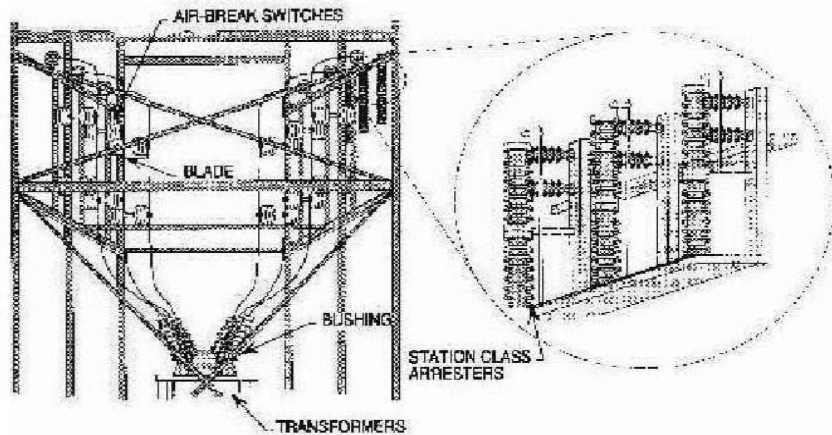 AIR-BREAK SWITCHES
BLADE
BUSHING
STATION CLASS
ARRESTERS
TRANSFORMERS